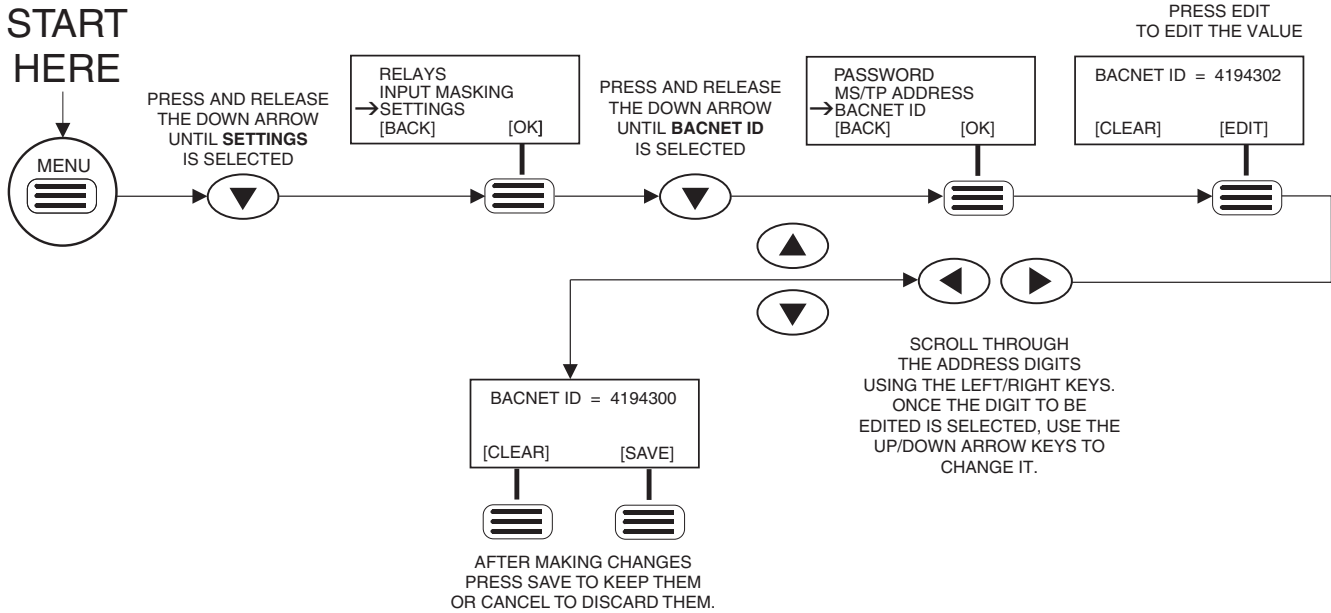 START
HERE
MENU
PRESS AND RELEASE
THE DOWN ARROW
UNTIL SETTINGS
IS SELECTED
RELAYS
INPUT MASKING
→SETTINGS
[BACK] [OK]
PRESS AND RELEASE
THE DOWN ARROW
UNTIL BACNET ID
IS SELECTED
PASSWORD
MS/TP ADDRESS
→BACNET ID
[BACK] [OK]
PRESS EDIT
TO EDIT THE VALUE
BACNET ID = 4194302
[CLEAR] [EDIT]
SCROLL THROUGH
THE ADDRESS DIGITS
USING THE LEFT/RIGHT KEYS.
ONCE THE DIGIT TO BE
EDITED IS SELECTED, USE THE
UP/DOWN ARROW KEYS TO
CHANGE IT.
BACNET ID = 4194300
[CLEAR] [SAVE]
AFTER MAKING CHANGES
PRESS SAVE TO KEEP THEM
OR CANCEL TO DISCARD THEM.